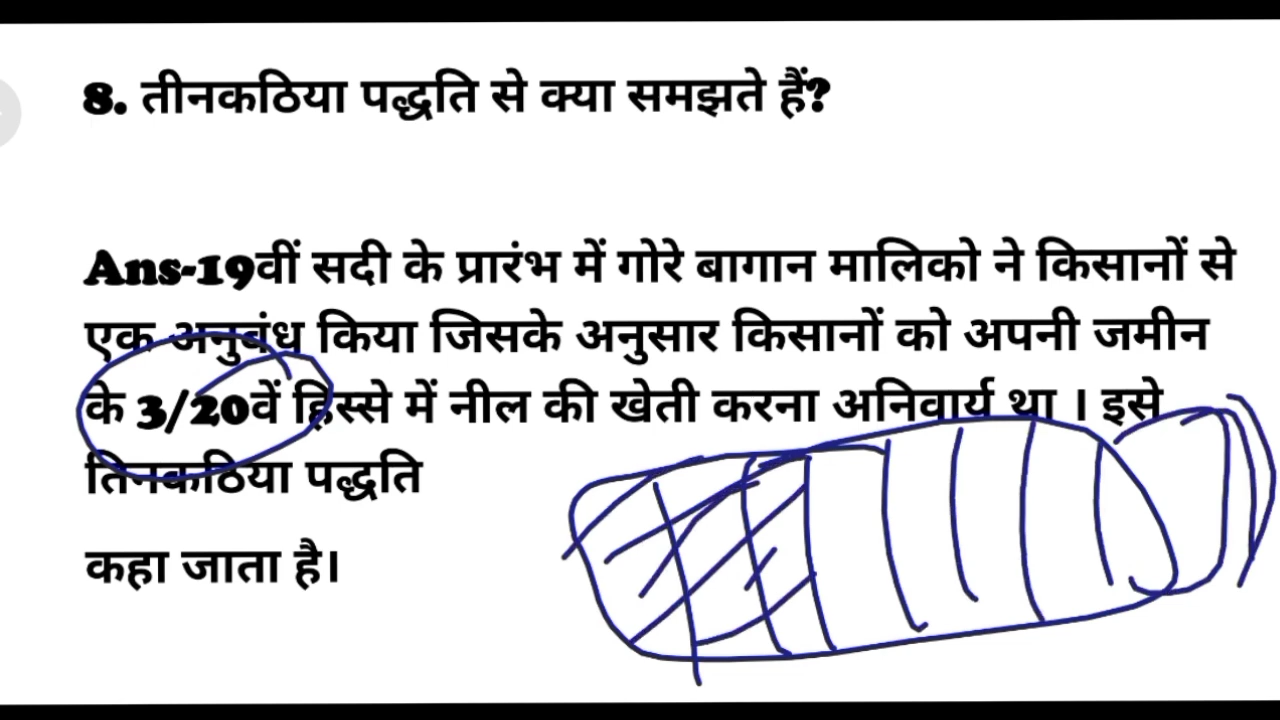 8. तीनकठिया पद्धति से क्या समझते हैं?
Ans-19वीं सदी के प्रारंभ में गोरे बागान मालिको ने किसानों से
एक अनुबंध किया जिसके अनुसार किसानों को अपनी जमीन
के 3/20वें हिस्से में नील की खेती करना अनिवार्य था । इसे
तिनकठिया पद्धति
कहा जाता है।